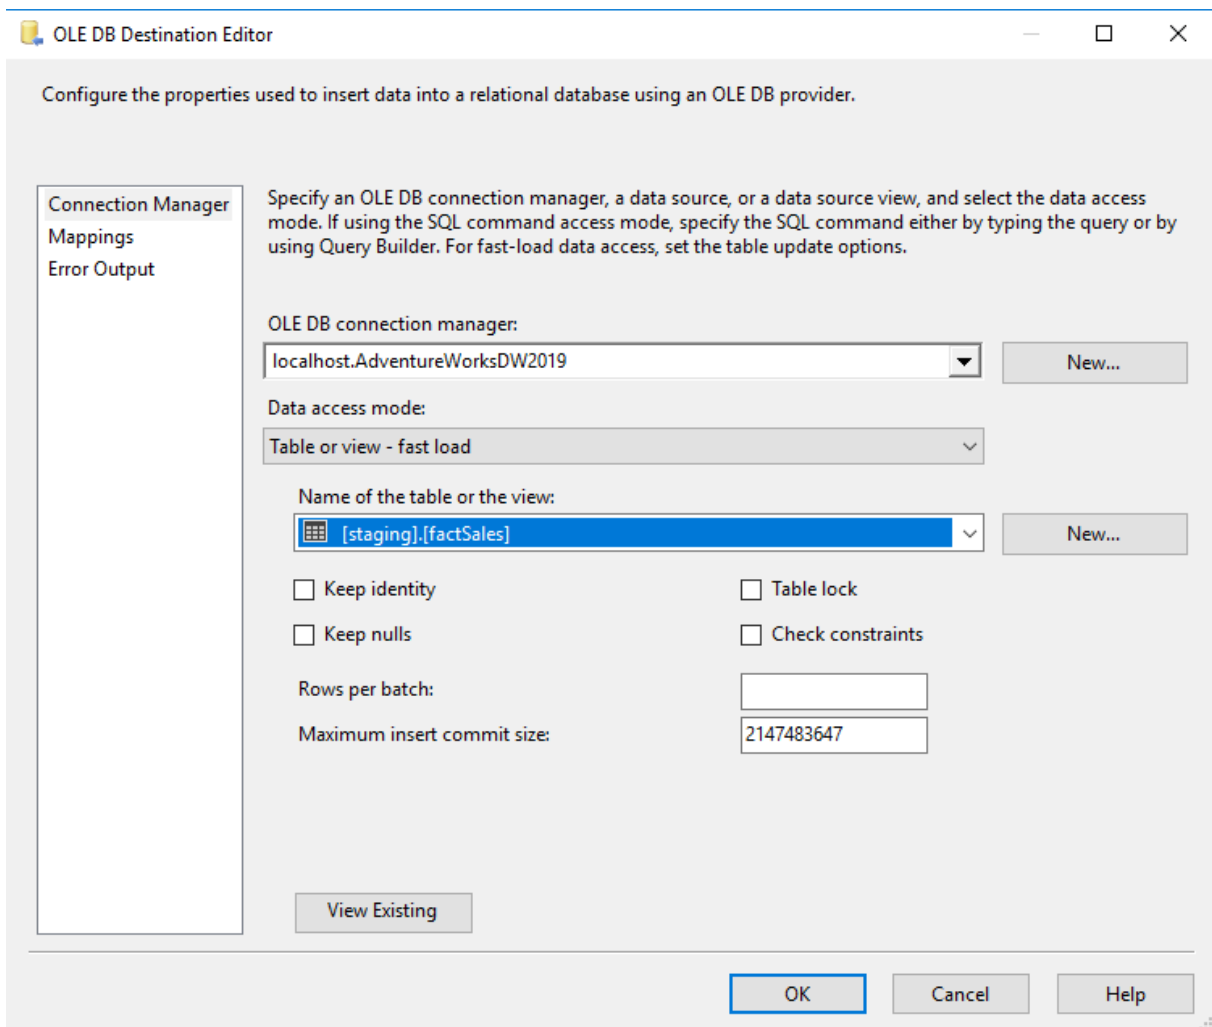 OLE DB Destination Editor
Configure the properties used to insert data into a relational database using an OLE DB provider.
Connection Manager
Mappings
Error Output
Specify an OLE DB connection manager, a data source, or a data source view, and select the data access
mode. If using the SQL command access mode, specify the SQL command either by typing the query or by
using Query Builder. For fast-load data access, set the table update options.
OLE DB connection manager:
localhost.AdventureWorksDW2019
New...
Data access mode:
Table or view - fast load
Name of the table or the view:
[staging].[factSales]
New...
Keep identity
Table lock
Keep nulls
Check constraints
Rows per batch:
Maximum insert commit size:
2147483647
View Existing
OK
Cancel
Help